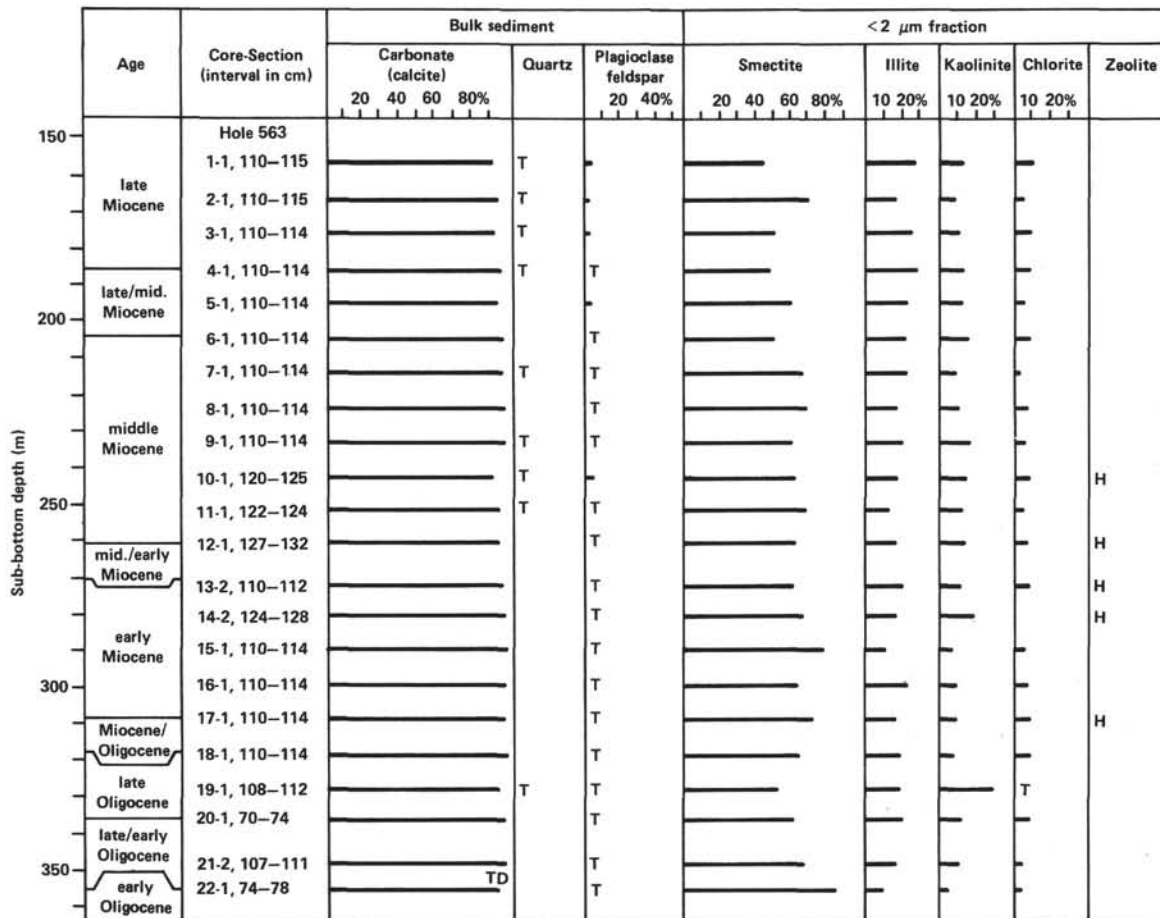 Bulk sediment <2 μm fraction
Age Core-Section (interval in cm) Carbonate (calcite) Quartz Plagioclase feldspar Smectite Illite Kaolinite Chlorite Zeolite
20 40 60 80% 20 40% 20 40 60 80% 10 20% 10 20% 10 20%
Sub-bottom depth (m)
Hole 563
150
late Miocene
1-1, 110–115 T
2-1, 110–115 T
3-1, 110–114 T
4-1, 110–114 T T
late/mid. Miocene
5-1, 110–114
200
6-1, 110–114 T
middle Miocene
7-1, 110–114 T T
8-1, 110–114 T
9-1, 110–114 T T
10-1, 120–125 T H
250
11-1, 122–124 T T
mid./early Miocene
12-1, 127–132 T H
13-2, 110–112 T H
early Miocene
14-2, 124–128 T H
15-1, 110–114 T
300
16-1, 110–114 T
17-1, 110–114 T H
Miocene/ Oligocene
18-1, 110–114 T
late Oligocene
19-1, 108–112 T T T
20-1, 70–74 T
late/early Oligocene
350
21-2, 107–111 T
TD
early Oligocene
22-1, 74–78 T